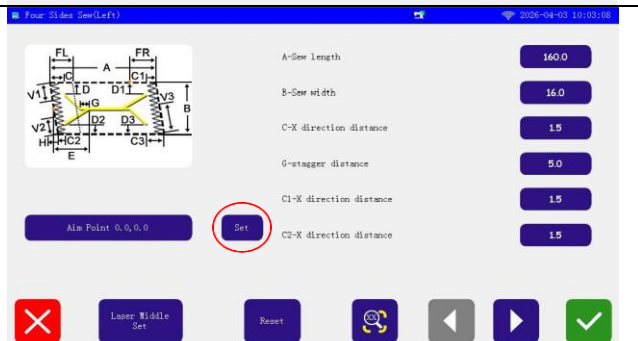 Four Sides Sew(Left)
2026-04-03 10:03:08
FL
FR
A
C
C1
V1
D
D1
V3
G
B
V2
D2
D3
H
C2
C3
E
A-Sew length
160.0
B-Sew width
16.0
C-X direction distance
1.5
G-stagger distance
5.0
C1-X direction distance
1.5
Aim Point 0.0,0.0
Set
C2-X direction distance
1.5
Laser Middle
Set
Reset
XX